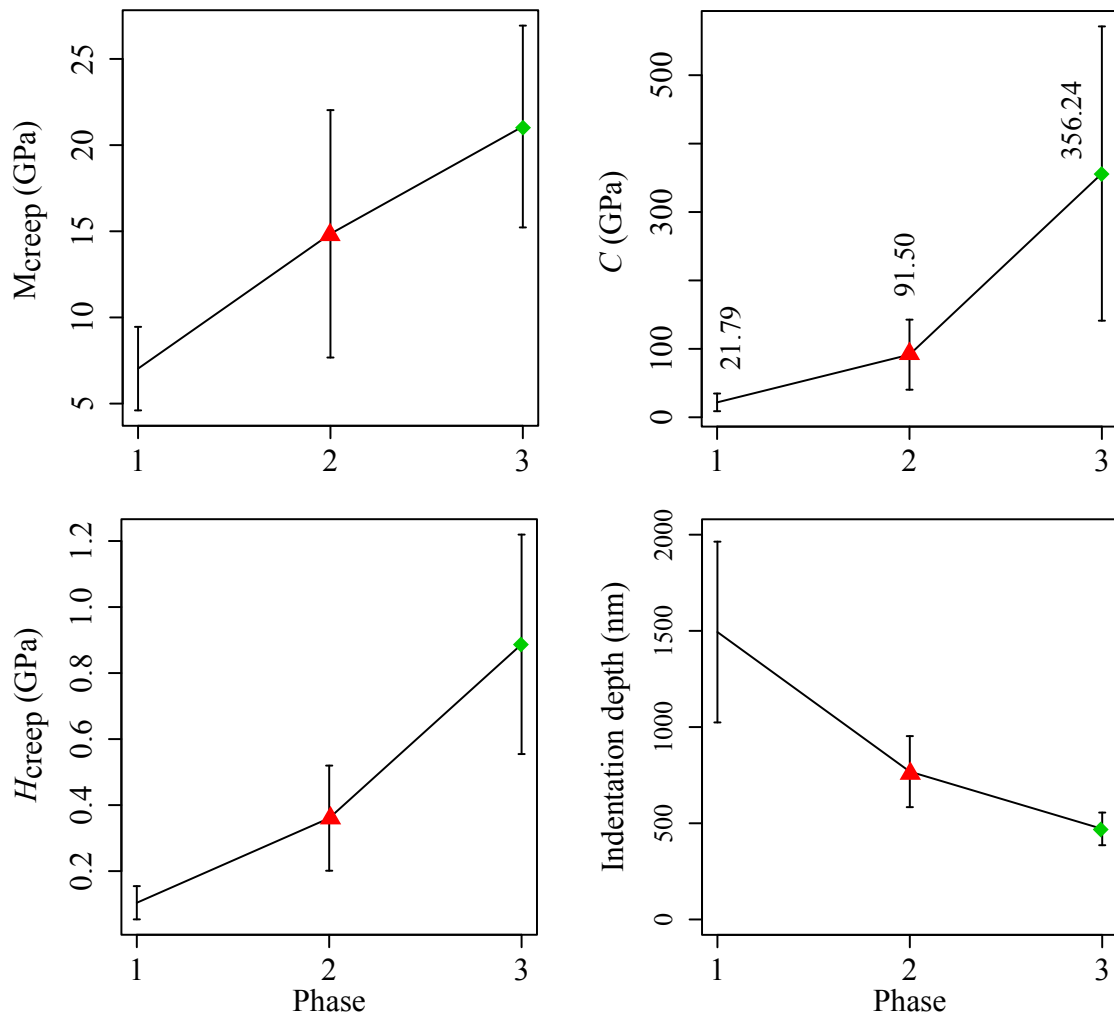 Mcreep (GPa)
5 10 15 20 25
1 2 3
C (GPa)
0 100 300 500
21.79
91.50
356.24
1 2 3
Hcreep (GPa)
0.2 0.4 0.6 0.8 1.0 1.2
1 2 3
Phase
Indentation depth (nm)
0 500 1000 1500 2000
1 2 3
Phase